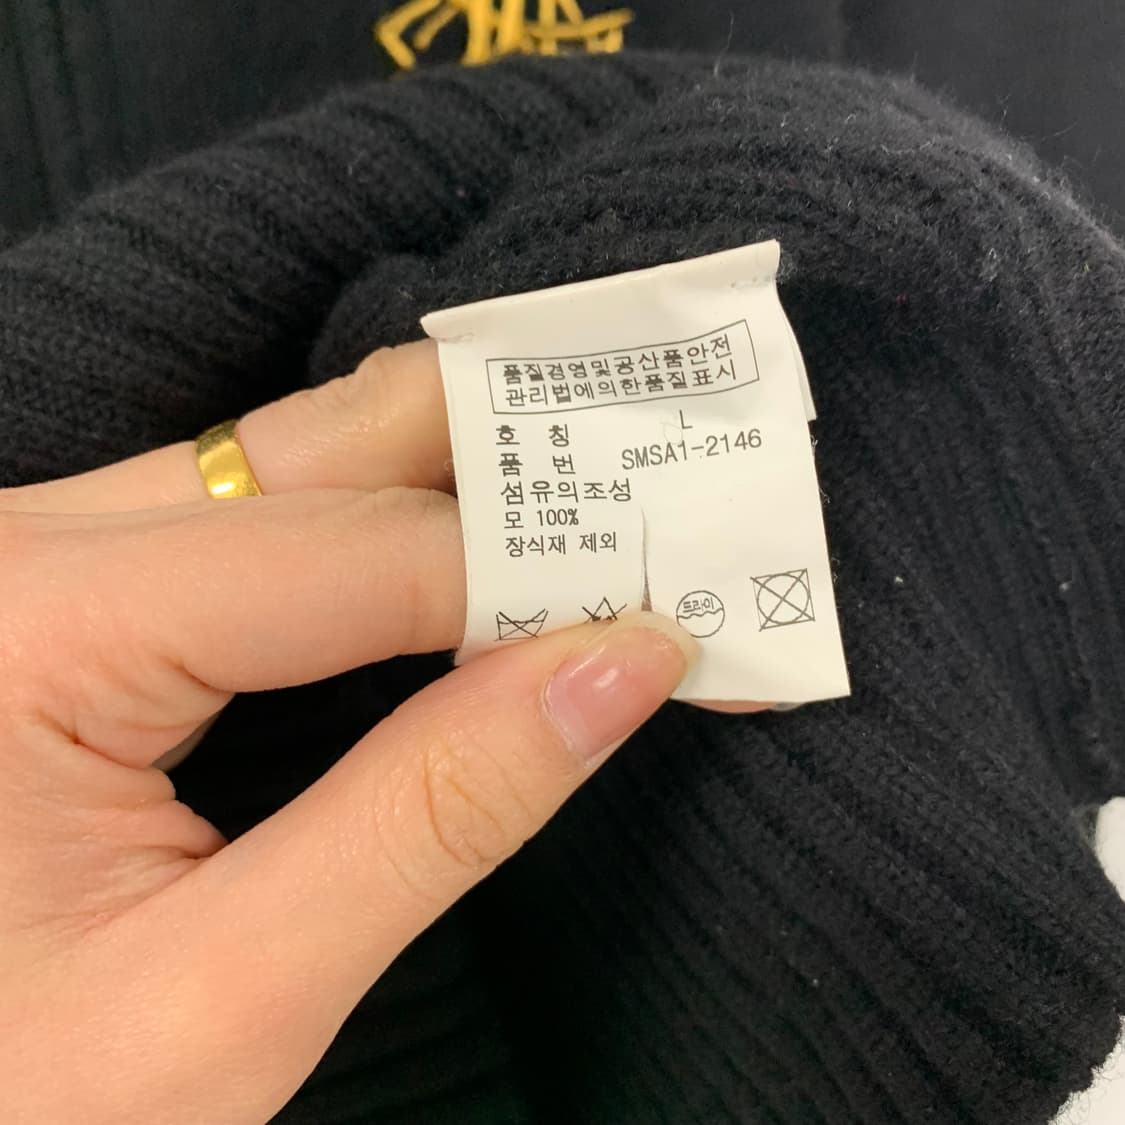 품질경영및공산품안전
관리법에의한품질표시
호 칭 L
품 번 SMSA1-2146
섬유의조성
모 100%
장식재 제외
드라이